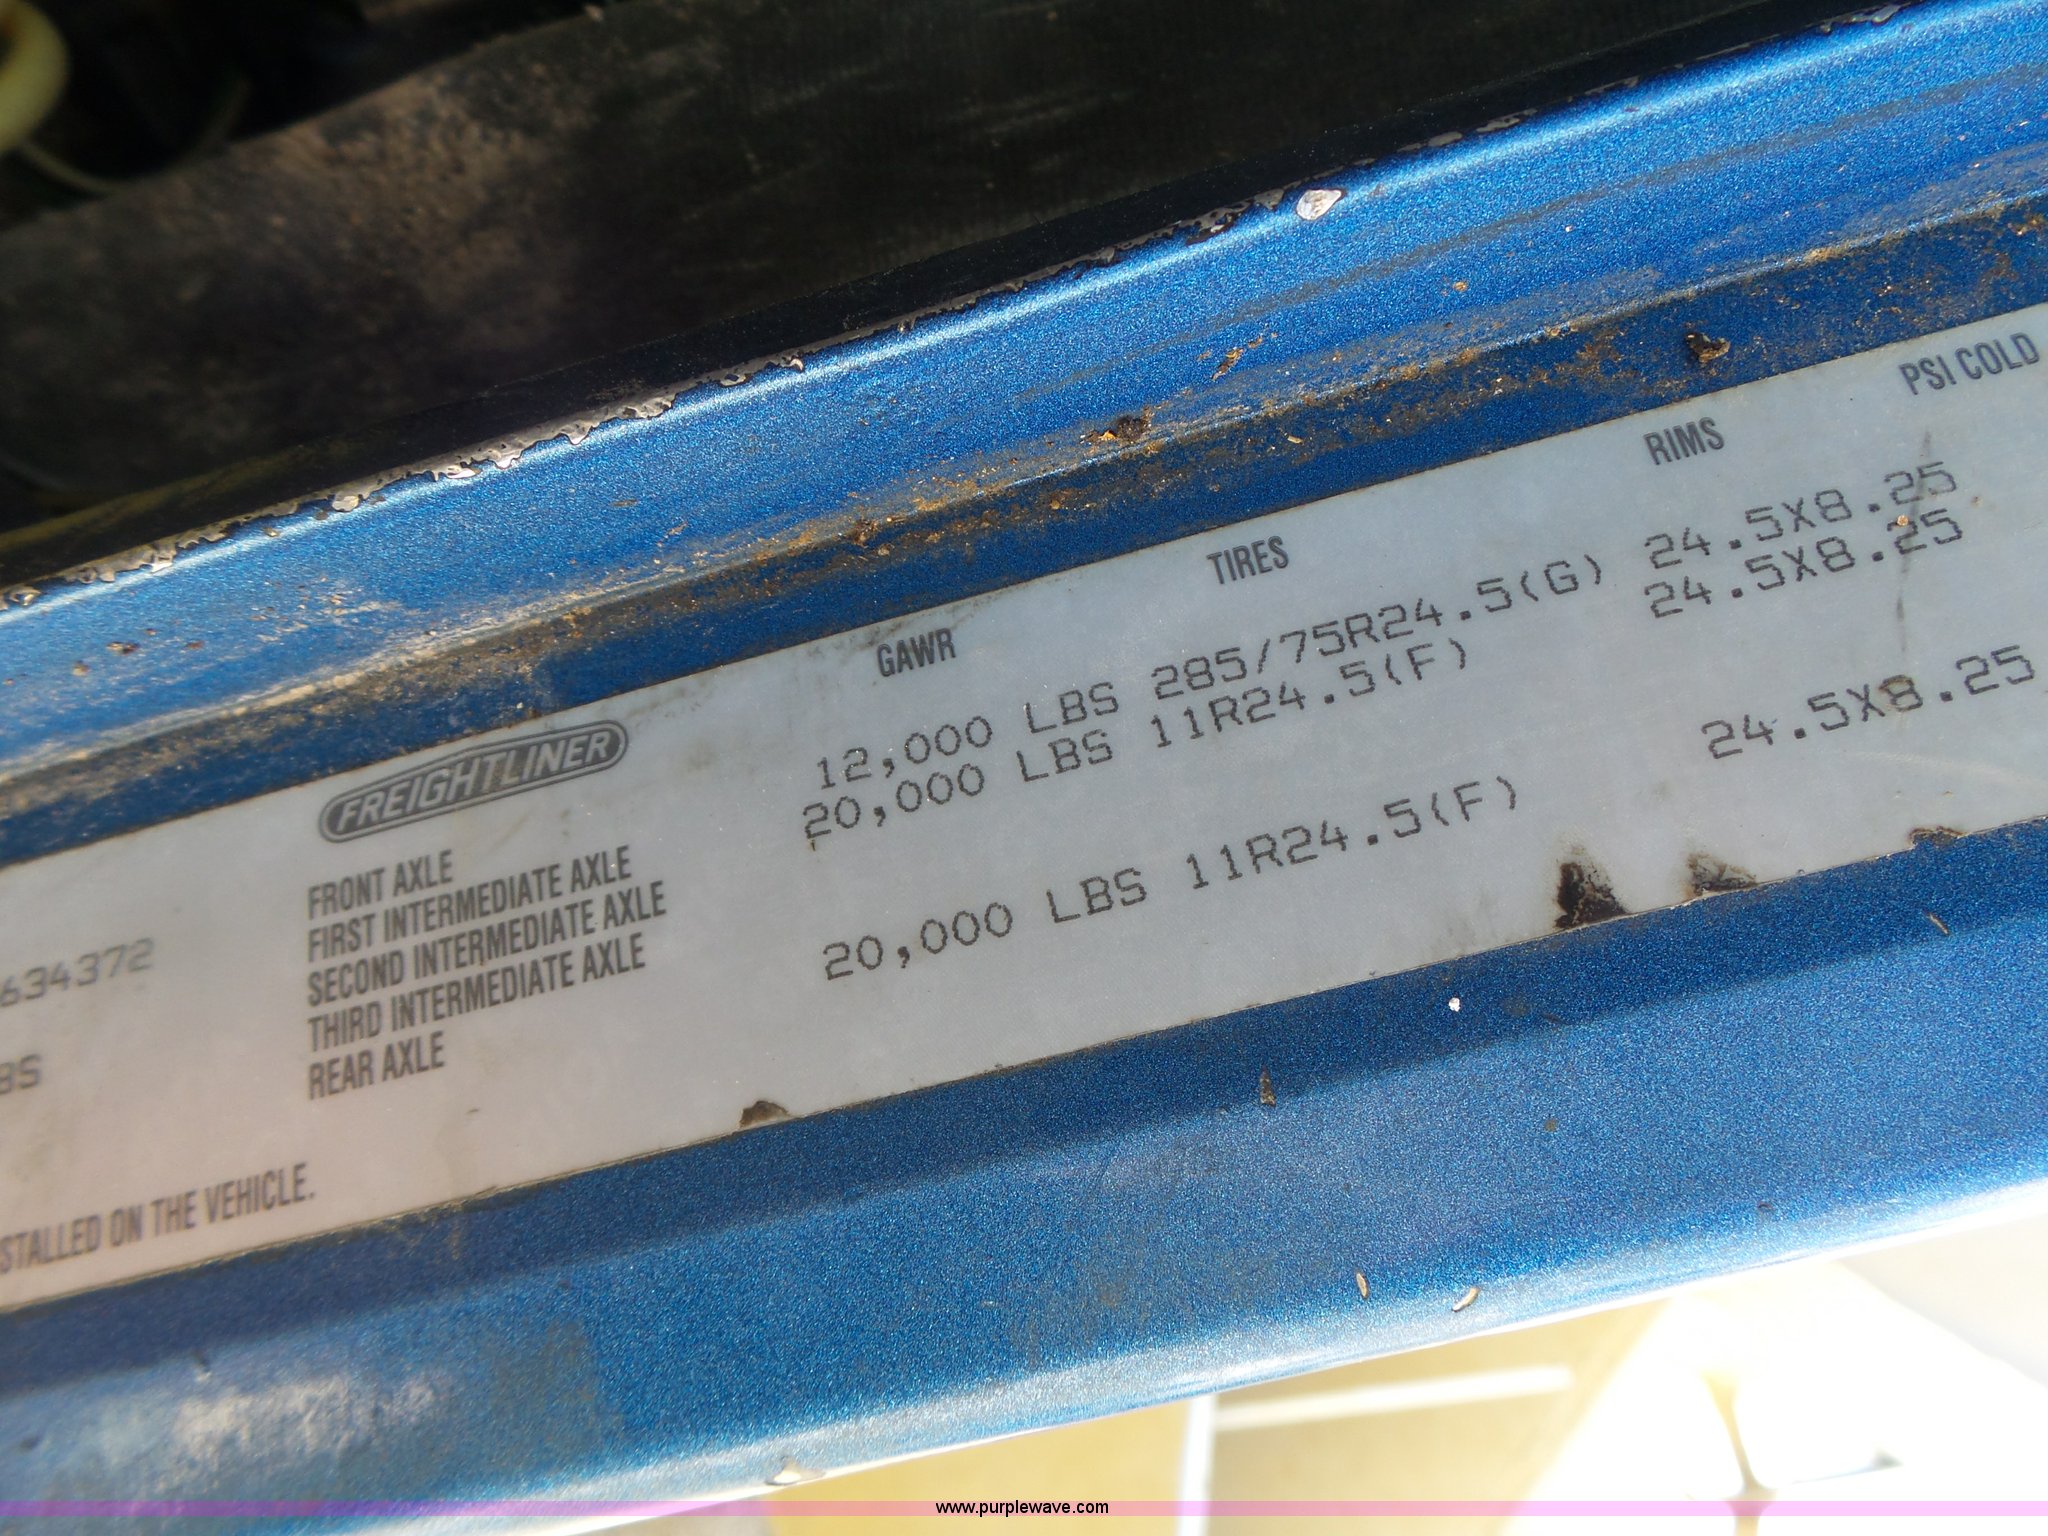 GAWR TIRES RIMS PSI COLD
FREIGHTLINER
FRONT AXLE 12,000 LBS 285/75R24.5(G) 24.5X8.25
FIRST INTERMEDIATE AXLE 20,000 LBS 11R24.5(F) 24.5X8.25
SECOND INTERMEDIATE AXLE
THIRD INTERMEDIATE AXLE
REAR AXLE 20,000 LBS 11R24.5(F) 24.5X8.25
634372
BS
STALLED ON THE VEHICLE.
www.purplewave.com